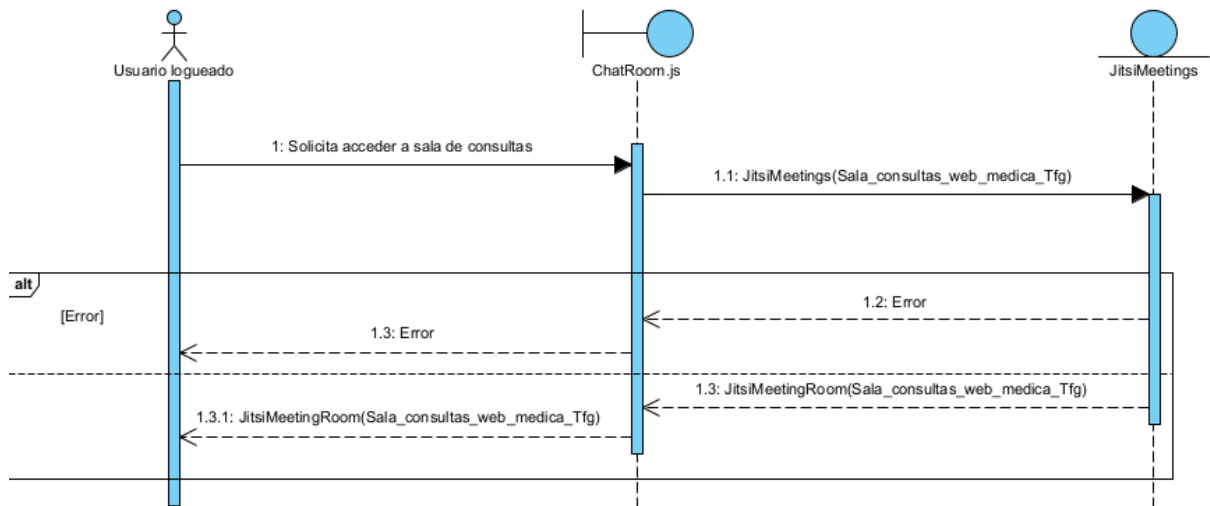 Usuario logueado
ChatRoom.js
JitsiMeetings
1: Solicita acceder a sala de consultas
1.1: JitsiMeetings(Sala_consultas_web_medica_Tfg)
alt
[Error]
1.2: Error
1.3: Error
1.3: JitsiMeetingRoom(Sala_consultas_web_medica_Tfg)
1.3.1: JitsiMeetingRoom(Sala_consultas_web_medica_Tfg)